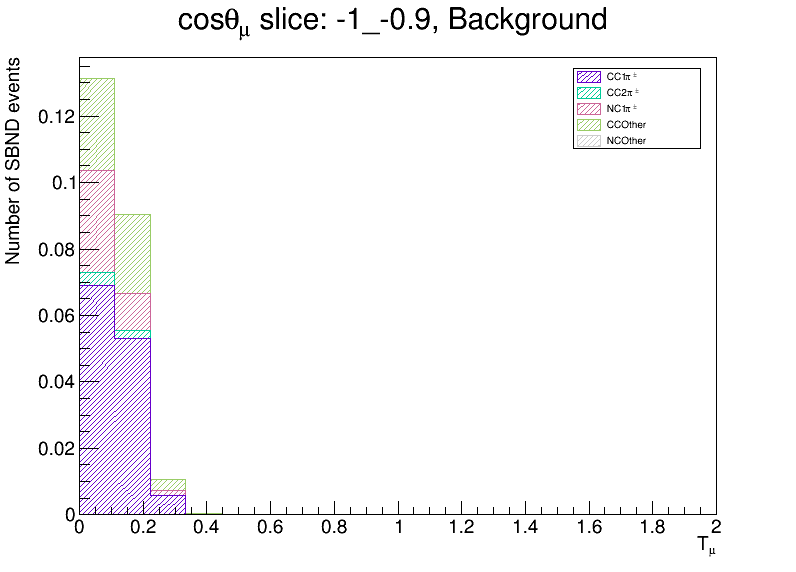 cosθμ slice: -1_-0.9, Background
Number of SBND events
CC1π ±
CC2π ±
NC1π ±
CCOther
NCOther
0.12
0.1
0.08
0.06
0.04
0.02
0
0 0.2 0.4 0.6 0.8 1 1.2 1.4 1.6 1.8 2
Tμ